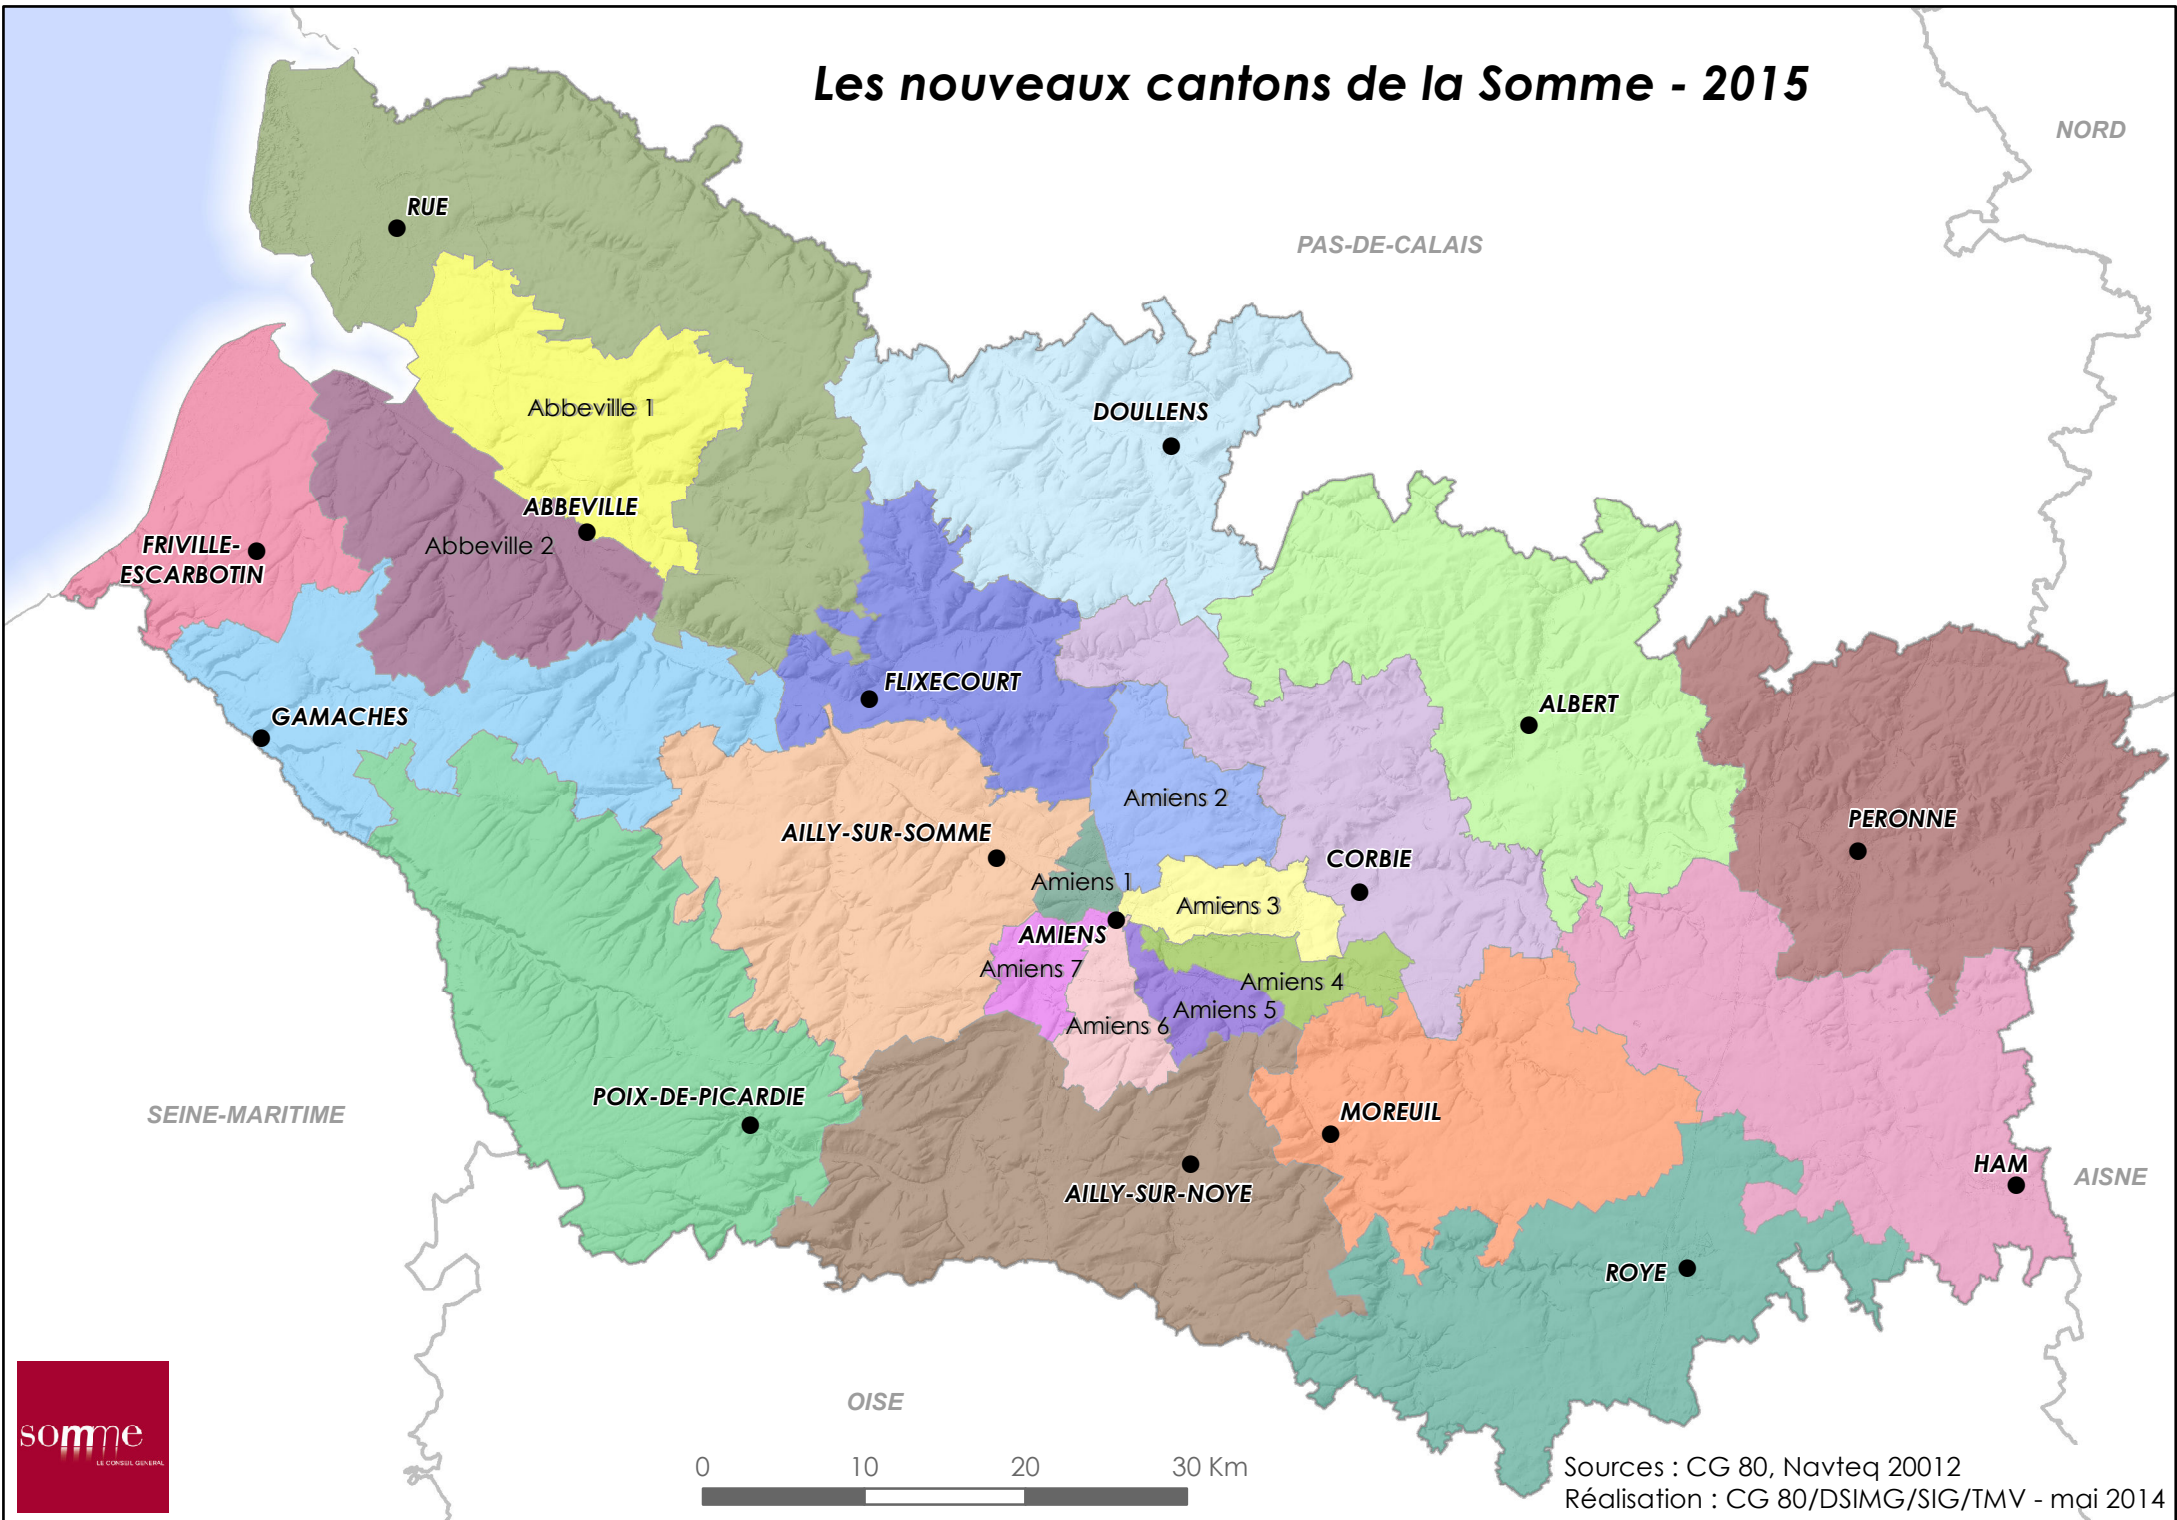 Les nouveaux cantons de la Somme - 2015
NORD
RUE
PAS-DE-CALAIS
Abbeville 1
DOULLENS
ABBEVILLE
Abbeville 2
FRIVILLE-
ESCARBOTIN
FLIXECOURT
GAMACHES
ALBERT
Amiens 2
PERONNE
AILLY-SUR-SOMME
CORBIE
Amiens 1
Amiens 3
AMIENS
Amiens 7
Amiens 4
Amiens 5
Amiens 6
POIX-DE-PICARDIE
SEINE-MARITIME
MOREUIL
HAM
AISNE
AILLY-SUR-NOYE
ROYE
OISE
somme
LE CONSEIL GENERAL
0 10 20 30 Km
Sources : CG 80, Navteq 20012
Réalisation : CG 80/DSIMG/SIG/TMV - mai 2014